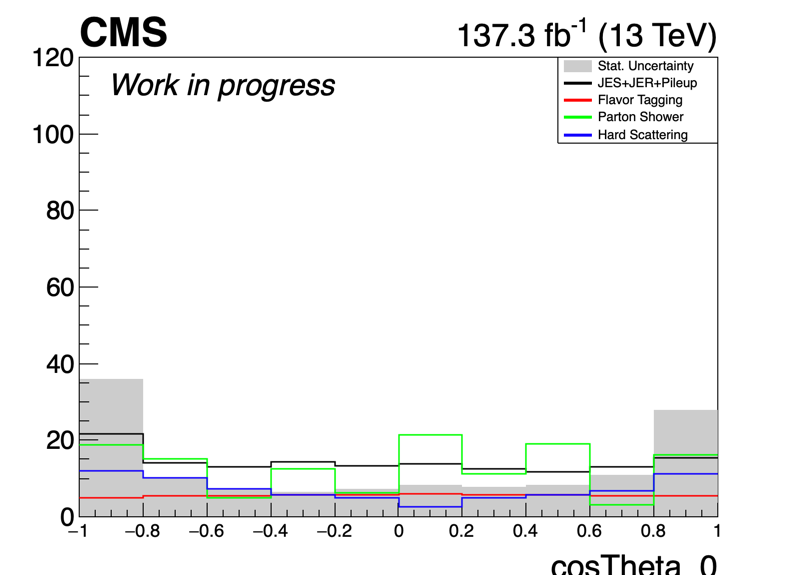 CMS
137.3 fb-1 (13 TeV)
Work in progress
Stat. Uncertainty
JES+JER+Pileup
Flavor Tagging
Parton Shower
Hard Scattering
120
100
80
60
40
20
0
−1 −0.8 −0.6 −0.4 −0.2 0 0.2 0.4 0.6 0.8 1
cosTheta_0